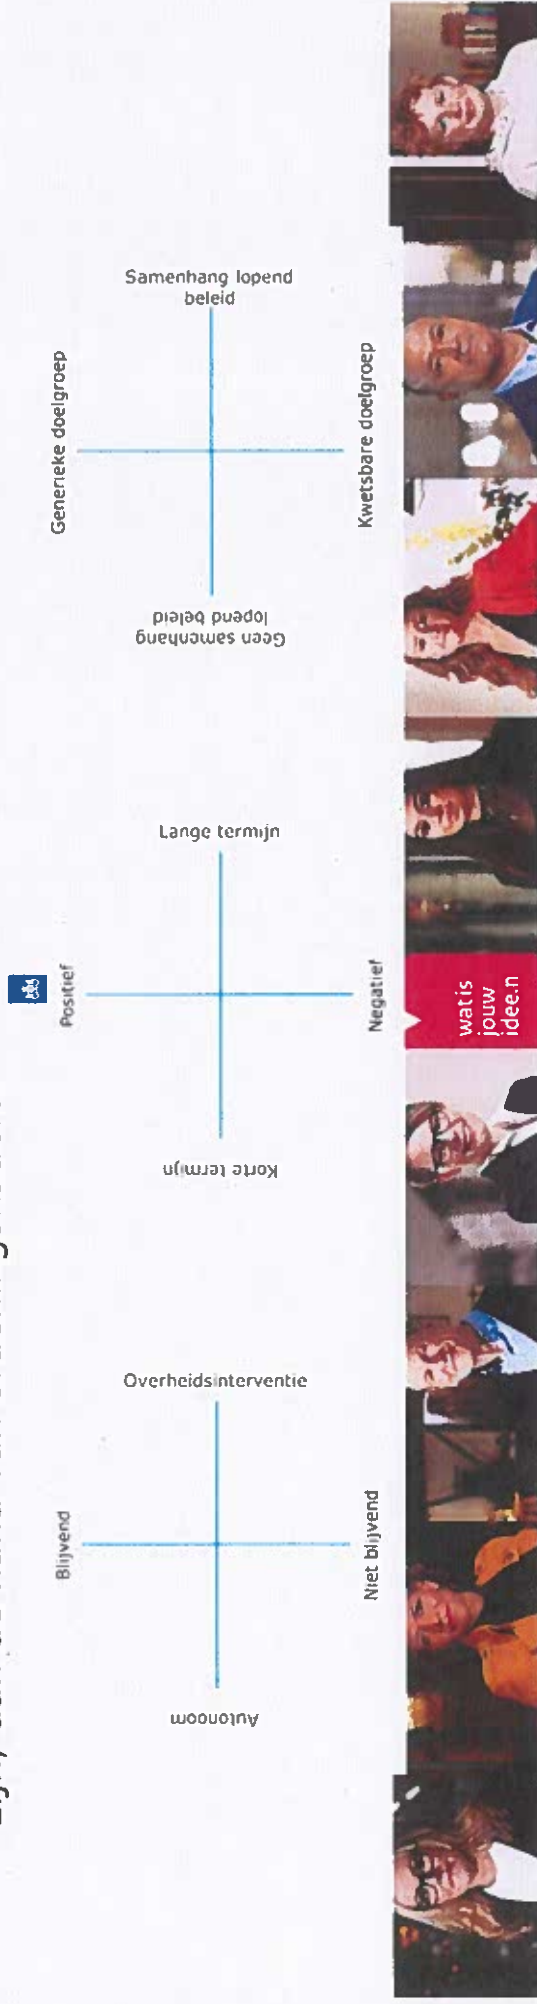 Blijvend
Autonoom
Overheidsinterventie
Niet blijvend
Positief
Korte termijn
Lange termijn
Negatief
Generieke doelgroep
Geen samenhang
lopend beleid
Samenhang lopend
beleid
Kwetsbare doelgroep
wat is
jouw
idee.n